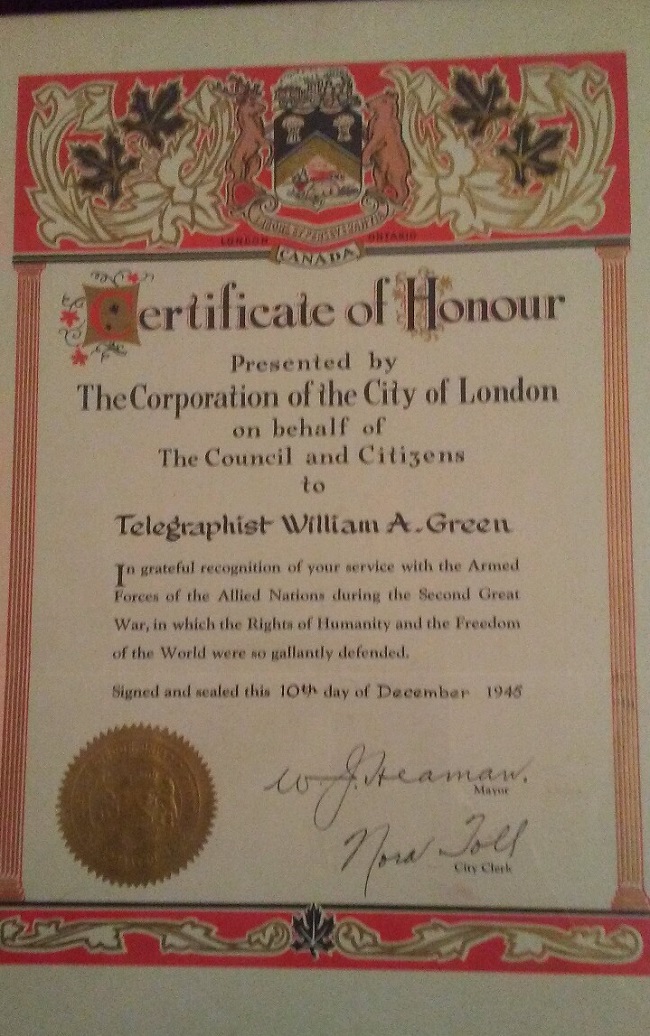 LONDON ONTARIO
CANADA
Certificate of Honour
Presented by
The Corporation of the City of London
on behalf of
The Council and Citizens
to
Telegraphist William A. Green
In grateful recognition of your service with the Armed
Forces of the Allied Nations during the Second Great
War, in which the Rights of Humanity and the Freedom
of the World were so gallantly defended.
Signed and sealed this 10th day of December 1945
W J. Heaman.
Mayor
Nora Toll
City Clerk